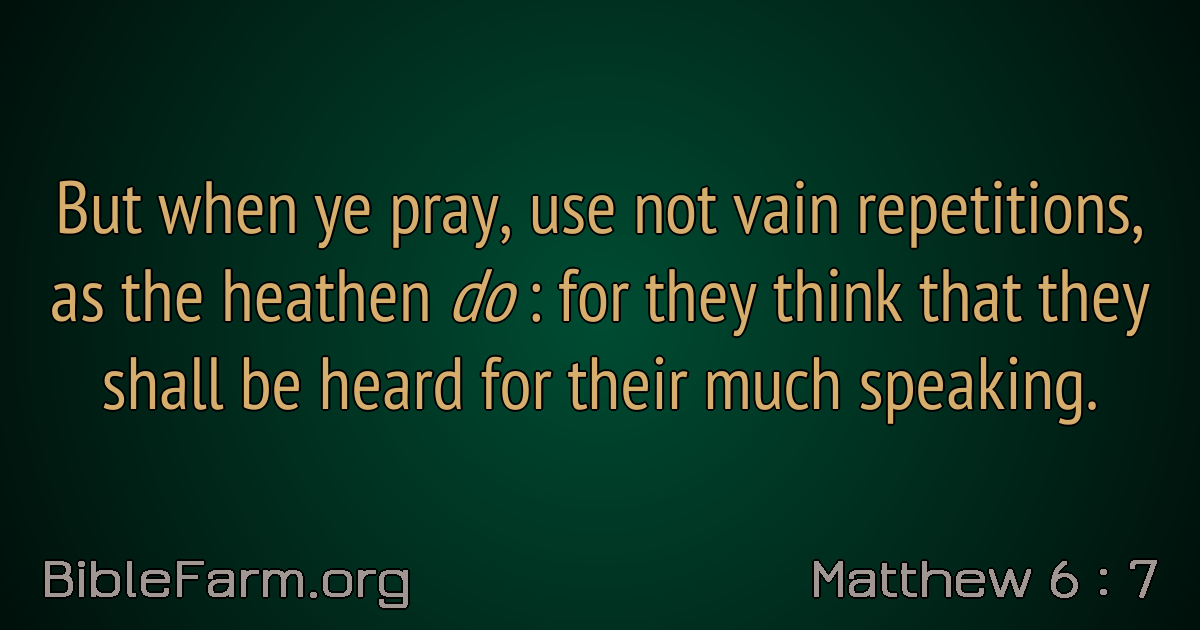 But when ye pray, use not vain repetitions,
as the heathen do : for they think that they
shall be heard for their much speaking.
BibleFarm.org
Matthew 6 : 7